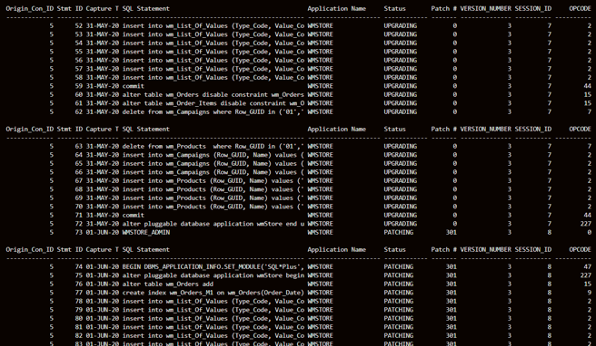 Origin_Con_ID Stmt ID Capture T SQL Statement Application Name Status Patch # VERSION_NUMBER SESSION_ID OPCODE
5 52 31-MAY-20 insert into wm_List_Of_Values (Type_Code, Value_Co WMSTORE UPGRADING 0 3 7 2
5 53 31-MAY-20 insert into wm_List_Of_Values (Type_Code, Value_Co WMSTORE UPGRADING 0 3 7 2
5 54 31-MAY-20 insert into wm_List_Of_Values (Type_Code, Value_Co WMSTORE UPGRADING 0 3 7 2
5 55 31-MAY-20 insert into wm_List_Of_Values (Type_Code, Value_Co WMSTORE UPGRADING 0 3 7 2
5 56 31-MAY-20 insert into wm_List_Of_Values (Type_Code, Value_Co WMSTORE UPGRADING 0 3 7 2
5 57 31-MAY-20 insert into wm_List_Of_Values (Type_Code, Value_Co WMSTORE UPGRADING 0 3 7 2
5 58 31-MAY-20 insert into wm_List_Of_Values (Type_Code, Value_Co WMSTORE UPGRADING 0 3 7 2
5 59 31-MAY-20 commit WMSTORE UPGRADING 0 3 7 44
5 60 31-MAY-20 alter table wm_Orders disable constraint wm_Orders WMSTORE UPGRADING 0 3 7 15
5 61 31-MAY-20 alter table wm_Order_Items disable constraint wm_O WMSTORE UPGRADING 0 3 7 15
5 62 31-MAY-20 delete from wm_Campaigns where Row_GUID in ('01',' WMSTORE UPGRADING 0 3 7 7
Origin_Con_ID Stmt ID Capture T SQL Statement Application Name Status Patch # VERSION_NUMBER SESSION_ID OPCODE
5 63 31-MAY-20 delete from wm_Products where Row_GUID in ('01',' WMSTORE UPGRADING 0 3 7 7
5 64 31-MAY-20 insert into wm_Campaigns (Row_GUID, Name) values ( WMSTORE UPGRADING 0 3 7 2
5 65 31-MAY-20 insert into wm_Campaigns (Row_GUID, Name) values ( WMSTORE UPGRADING 0 3 7 2
5 66 31-MAY-20 insert into wm_Campaigns (Row_GUID, Name) values ( WMSTORE UPGRADING 0 3 7 2
5 67 31-MAY-20 insert into wm_Products (Row_GUID, Name) values (' WMSTORE UPGRADING 0 3 7 2
5 68 31-MAY-20 insert into wm_Products (Row_GUID, Name) values (' WMSTORE UPGRADING 0 3 7 2
5 69 31-MAY-20 insert into wm_Products (Row_GUID, Name) values (' WMSTORE UPGRADING 0 3 7 2
5 70 31-MAY-20 insert into wm_Products (Row_GUID, Name) values (' WMSTORE UPGRADING 0 3 7 2
5 71 31-MAY-20 commit WMSTORE UPGRADING 0 3 7 44
5 72 31-MAY-20 alter pluggable database application wmStore end u WMSTORE UPGRADING 0 3 7 227
5 73 01-JUN-20 WMSTORE_ADMIN WMSTORE PATCHING 301 3 8 0
Origin_Con_ID Stmt ID Capture T SQL Statement Application Name Status Patch # VERSION_NUMBER SESSION_ID OPCODE
5 74 01-JUN-20 BEGIN DBMS_APPLICATION_INFO.SET_MODULE('SQL*Plus', WMSTORE PATCHING 301 3 8 47
5 75 01-JUN-20 alter pluggable database application wmStore begin WMSTORE PATCHING 301 3 8 227
5 76 01-JUN-20 alter table wm_Orders add WMSTORE PATCHING 301 3 8 15
5 77 01-JUN-20 create index wm_Orders_M1 on wm_Orders(Order_Date) WMSTORE PATCHING 301 3 8 9
5 78 01-JUN-20 insert into wm_List_Of_Values (Type_Code, Value_Co WMSTORE PATCHING 301 3 8 2
5 79 01-JUN-20 insert into wm_List_Of_Values (Type_Code, Value_Co WMSTORE PATCHING 301 3 8 2
5 80 01-JUN-20 insert into wm_List_Of_Values (Type_Code, Value_Co WMSTORE PATCHING 301 3 8 2
5 81 01-JUN-20 insert into wm_List_Of_Values (Type_Code, Value_Co WMSTORE PATCHING 301 3 8 2
5 82 01-JUN-20 insert into wm_List_Of_Values (Type_Code, Value_Co WMSTORE PATCHING 301 3 8 2
5 83 01-JUN-20 insert into wm_List_Of_Values (Type_Code, Value_Co WMSTORE PATCHING 301 3 8 2